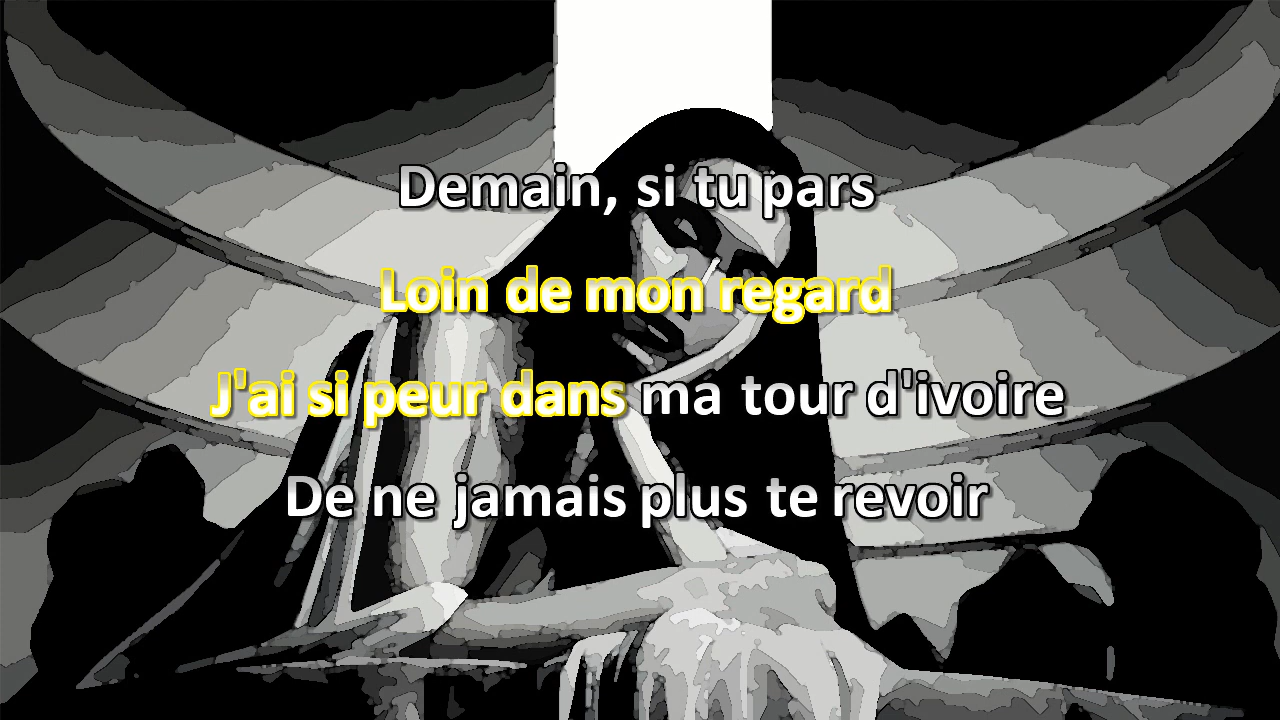 Demain, si tu pars
Loin de mon regard
J'ai si peur dans ma tour d'ivoire
De ne jamais plus te revoir